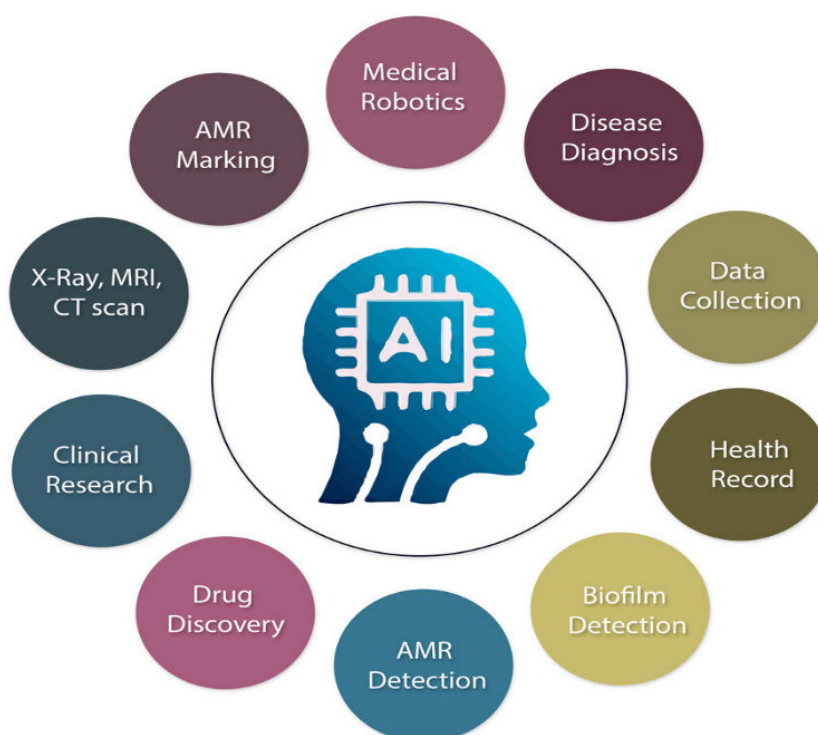 Medical
Robotics
Disease
Diagnosis
Data
Collection
Health
Record
Biofilm
Detection
AMR
Detection
Drug
Discovery
Clinical
Research
X-Ray, MRI,
CT scan
AMR
Marking
AI